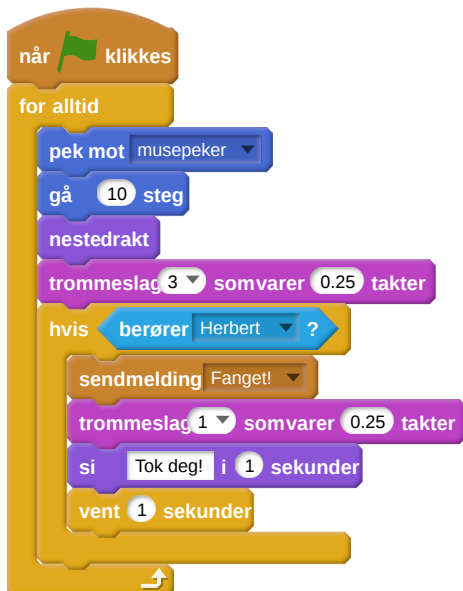 når klikkes
for alltid
pek mot musepeker
gå 10 steg
nestedrakt
trommeslag 3 somvarer 0.25 takter
hvis berører Herbert ?
sendmelding Fanget!
trommeslag 1 somvarer 0.25 takter
si Tok deg! i 1 sekunder
vent 1 sekunder